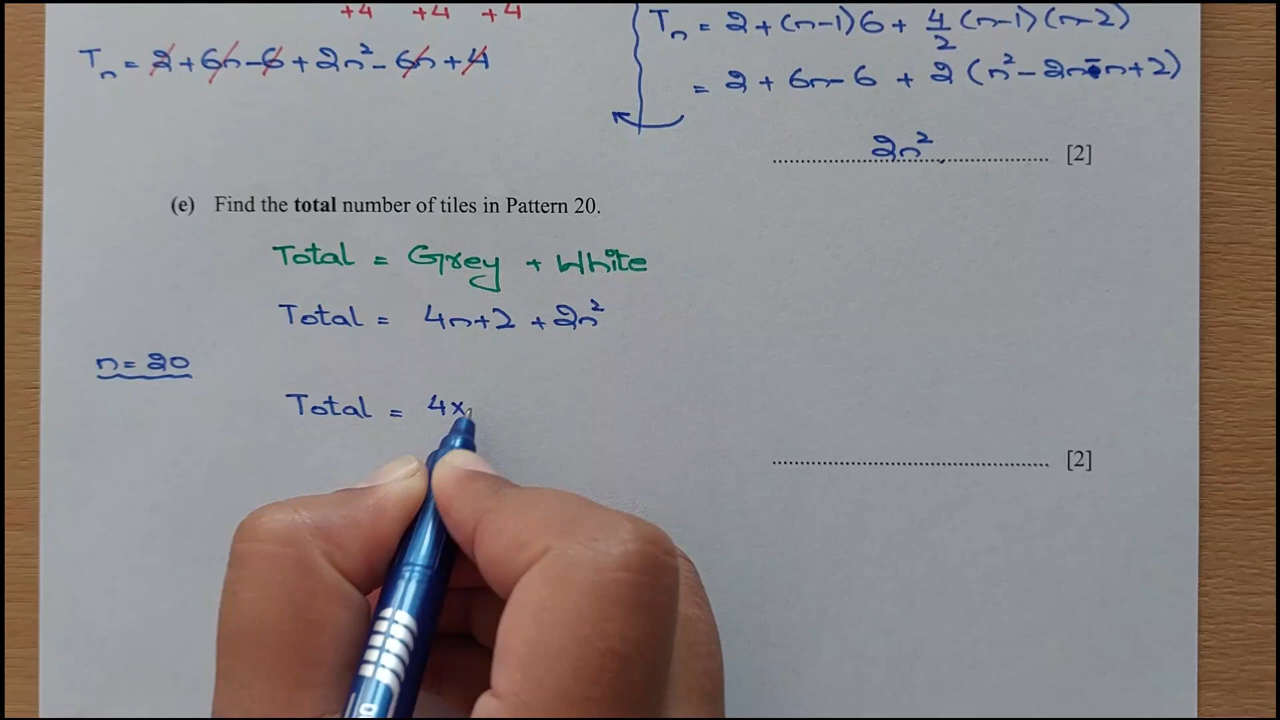 +4 +4 +4
Tn = 2 + 6n - 6 + 2n² - 6n + 4
Tn = 2 + (n-1)6 + 4/2 (n-1)(n-2)
= 2 + 6n - 6 + 2(n² - 2n - n + 2)
2n² [2]
(e) Find the total number of tiles in Pattern 20.
Total = Grey + White
Total = 4n+2 + 2n²
n = 20
Total = 4×
[2]